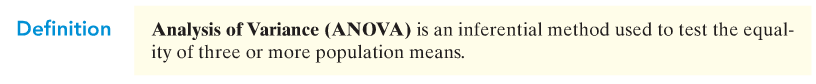 Definition
Analysis of Variance (ANOVA) is an inferential method used to test the equal-
ity of three or more population means.